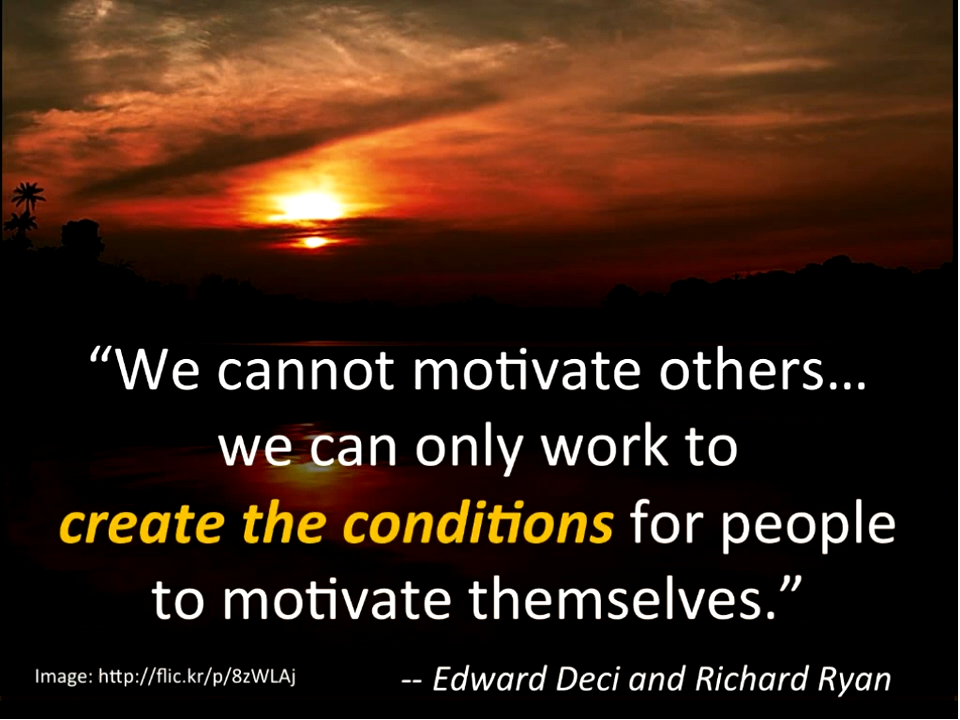 “We cannot motivate others…
we can only work to
create the conditions for people
to motivate themselves.”
Image: http://flic.kr/p/8zWLAj
-- Edward Deci and Richard Ryan